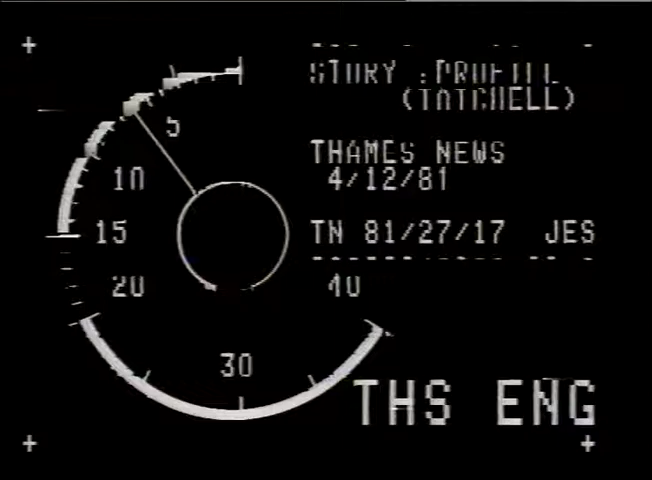 STORY :PROFILE
(TATCHELL)
THAMES NEWS
4/12/81
TN 81/27/17 JES
5
10
15
20
30
40
THS ENG